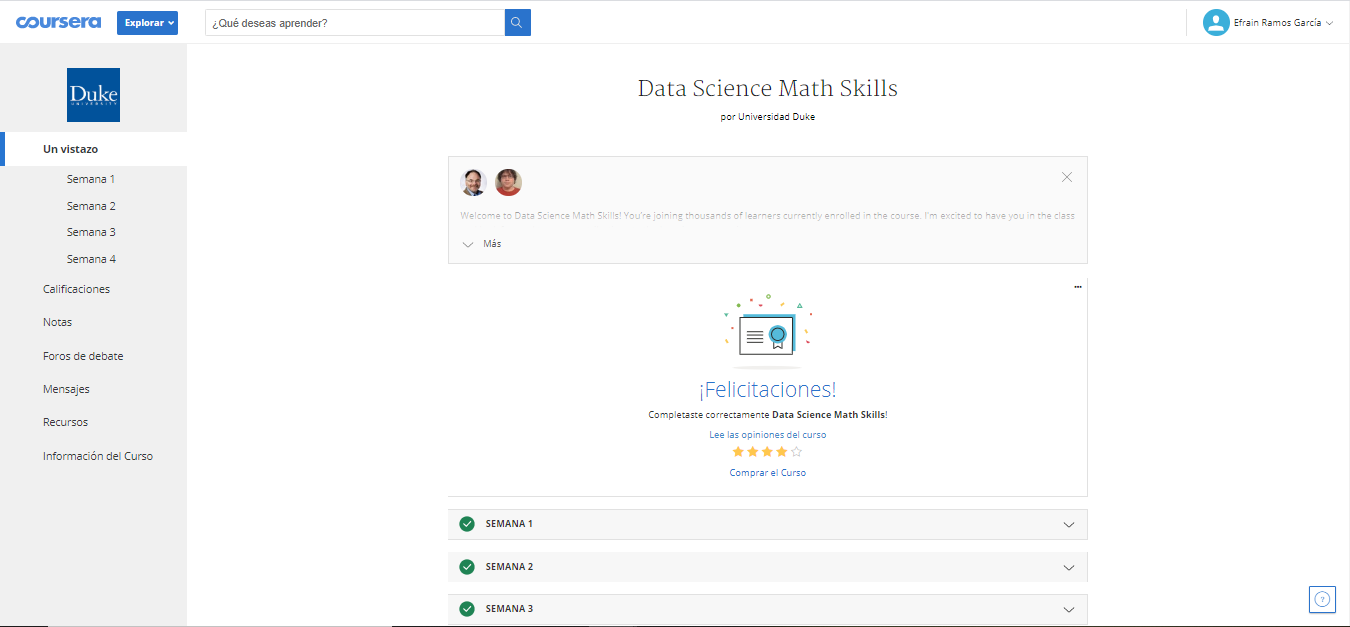 coursera
Explorar
¿Qué deseas aprender?
Efrain Ramos García
Duke
UNIVERSITY
Un vistazo
Semana 1
Semana 2
Semana 3
Semana 4
Calificaciones
Notas
Foros de debate
Mensajes
Recursos
Información del Curso
Data Science Math Skills
por Universidad Duke
Welcome to Data Science Math Skills! You're joining thousands of learners currently enrolled in the course. I'm excited to have you in the class
Más
¡Felicitaciones!
Completaste correctamente Data Science Math Skills!
Lee las opiniones del curso
Comprar el Curso
SEMANA 1
SEMANA 2
SEMANA 3
?